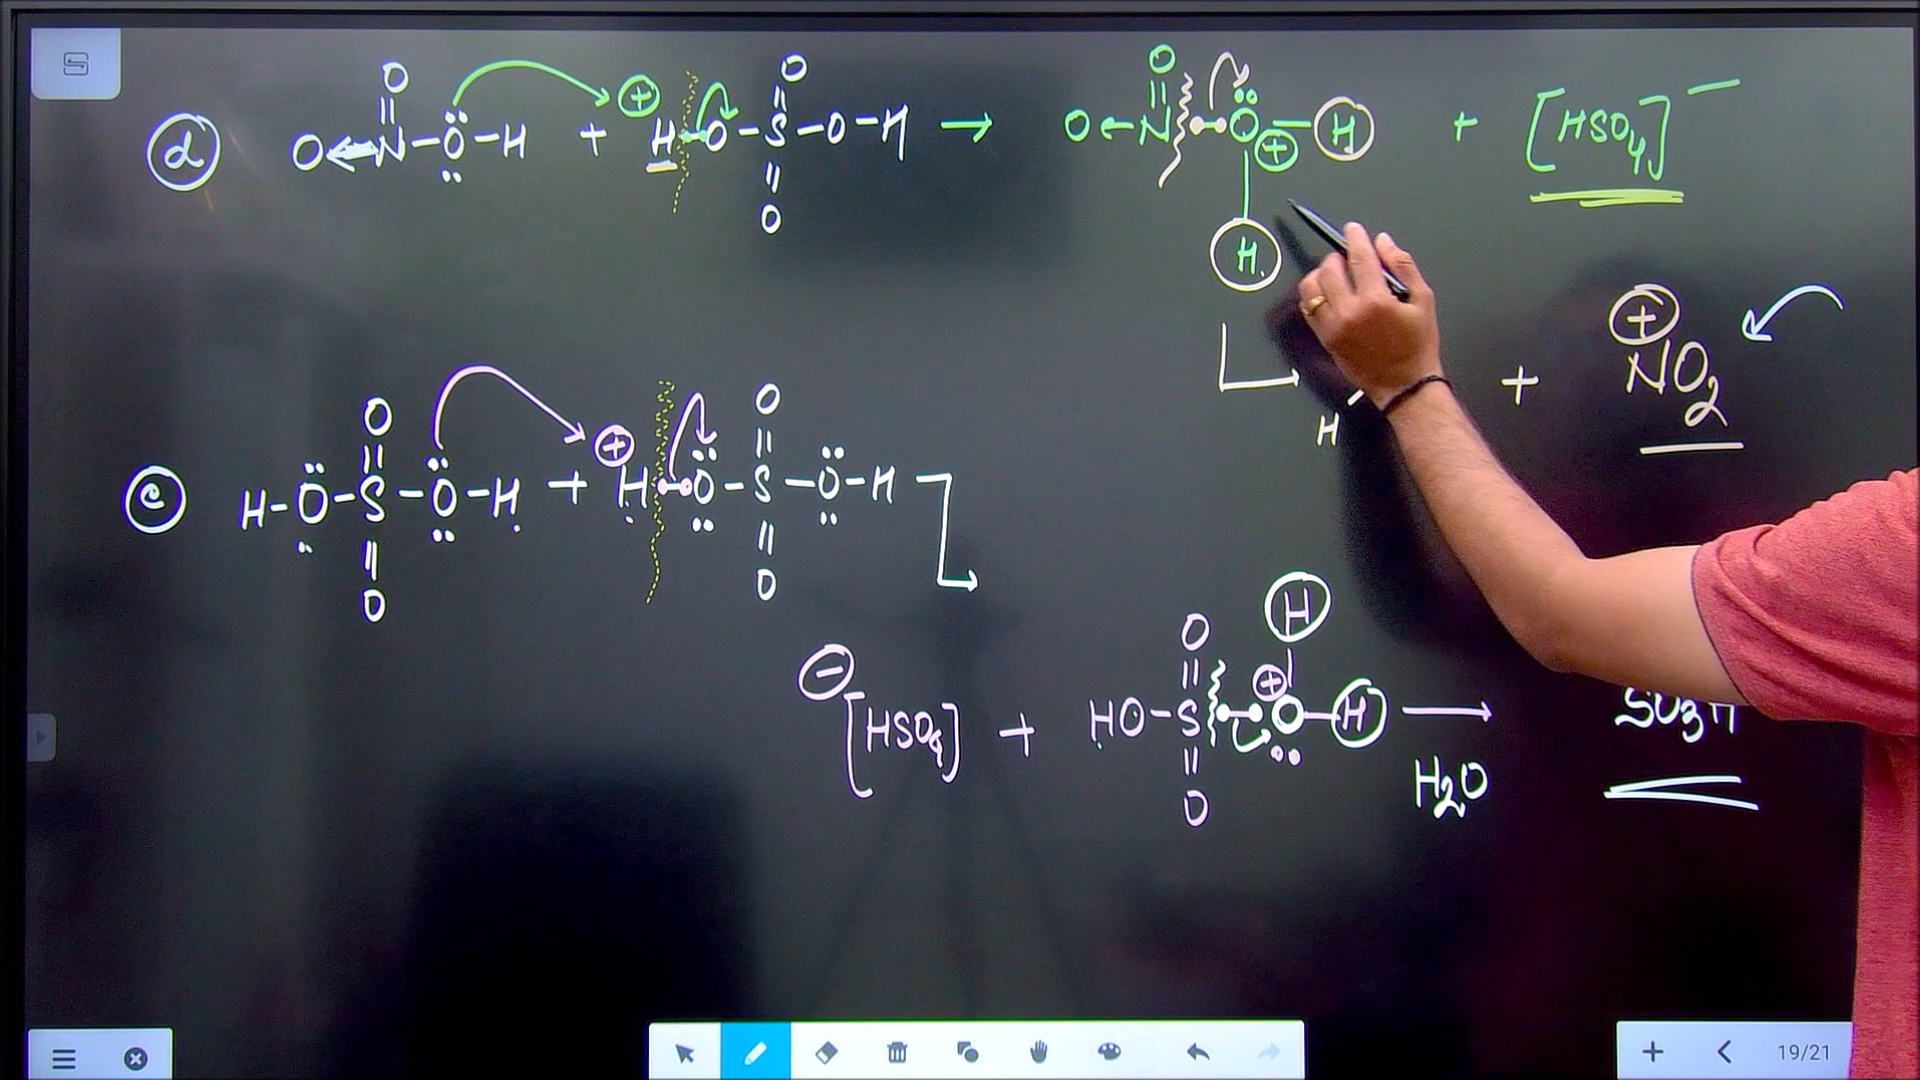 O
O ⊕ O
(d) O←N-Ö-H + H-O-S-O-H → O←N-Ö-H + [HSO4]−
O H
⊕
H + NO2
O O
(e) H-Ö-S-Ö-H + ⊕ H-Ö-S-Ö-H
O O
O H
⊖ [HSO4] + HO-S-O-H ⊕ → SO3H
O H2O
19/21